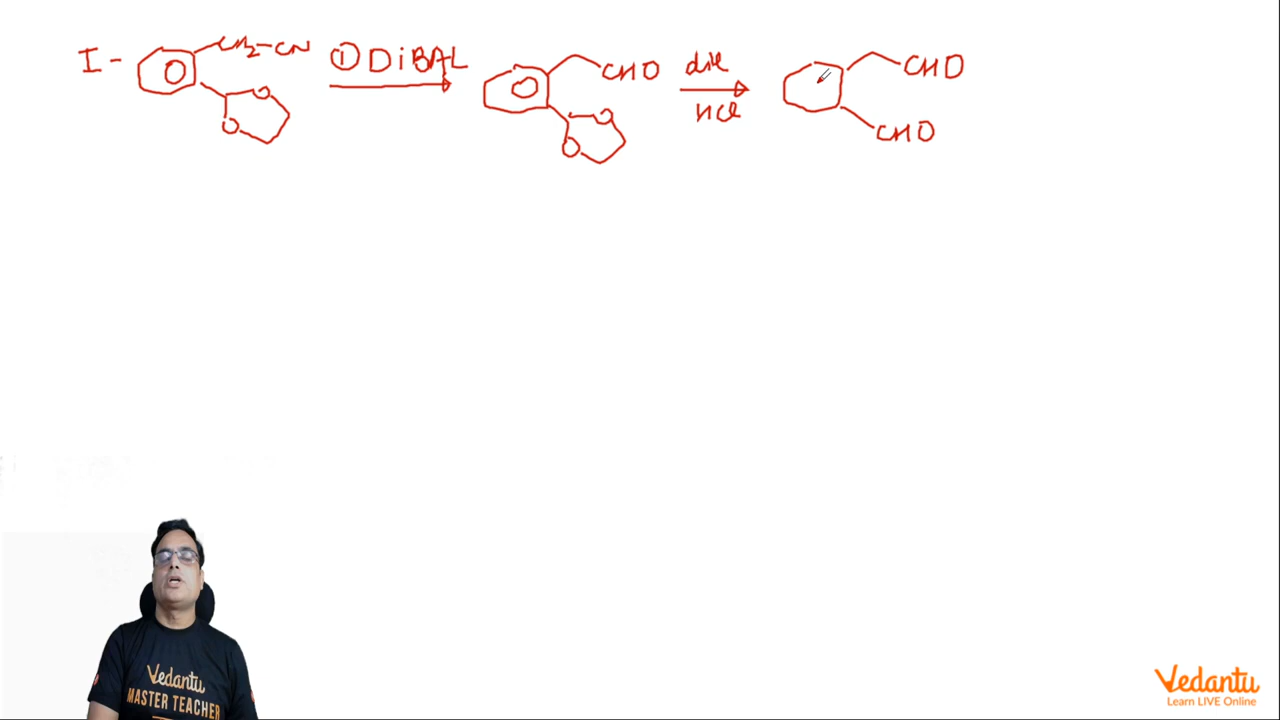 I - CH2-CN ① DiBAL CHO dil CHO
O O HCl CHO
O O
Vedantu
MASTER TEACHER
Vedantu
Learn LIVE Online